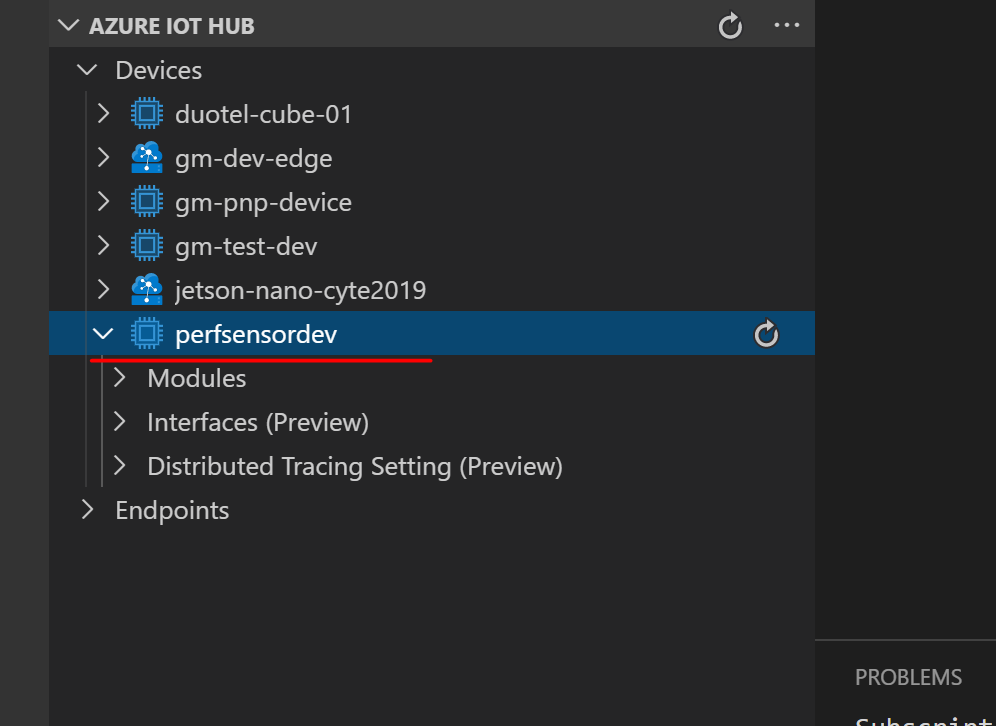 AZURE IOT HUB
Devices
duotel-cube-01
gm-dev-edge
gm-pnp-device
gm-test-dev
jetson-nano-cyte2019
perfsensordev
Modules
Interfaces (Preview)
Distributed Tracing Setting (Preview)
Endpoints
PROBLEMS